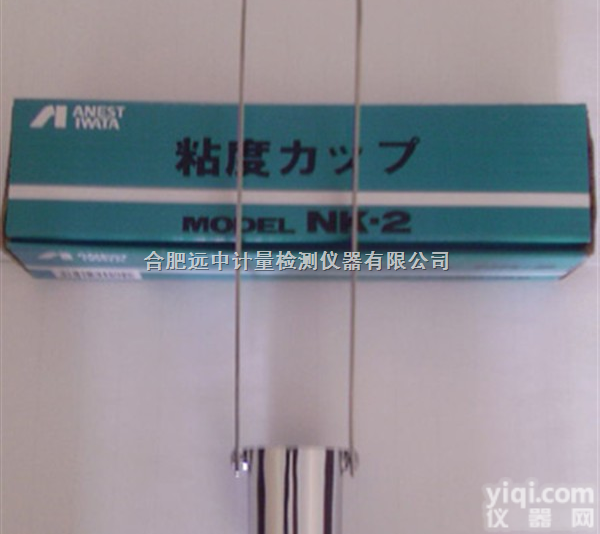 ANEST
IWATA
粘度カップ
MODEL NK-2
合肥远中计量检测仪器有限公司
yiqi.com
仪器网